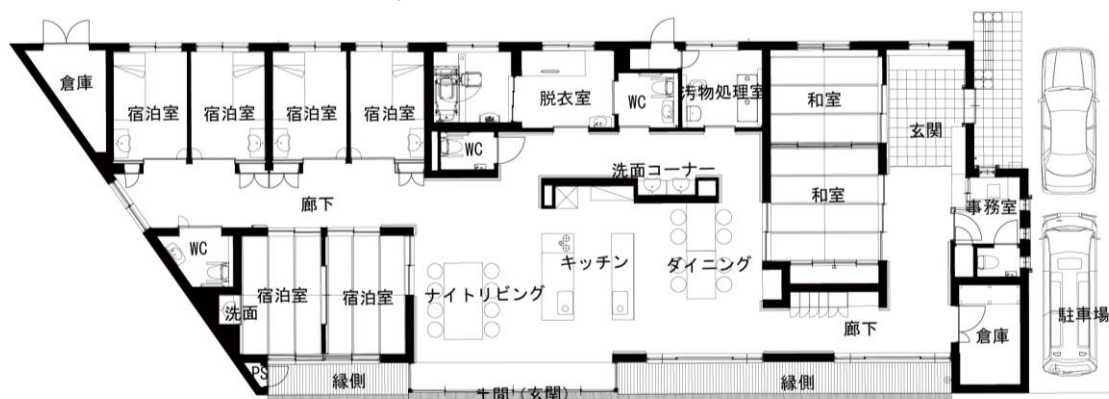 倉庫
宿泊室
宿泊室
宿泊室
宿泊室
脱衣室
WC
汚物処理室
和室
玄関
WC
洗面コーナー
廊下
和室
事務室
WC
宿泊室
宿泊室
ナイトリビング
キッチン
ダイニング
洗面
廊下
倉庫
駐車場
PS
縁側
土間（玄関）
縁側